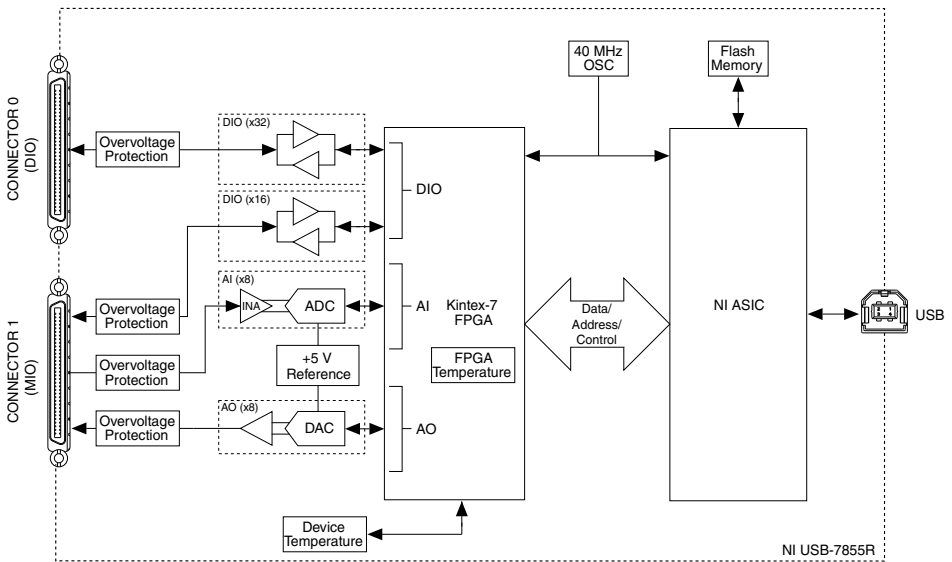 CONNECTOR 0
(DIO)
Overvoltage
Protection
DIO (x32)
40 MHz
OSC
Flash
Memory
DIO
DIO (x16)
CONNECTOR 1
(MIO)
Overvoltage
Protection
AI (x8)
INA
ADC
AI
Kintex-7
FPGA
Data/
Address/
Control
NI ASIC
USB
Overvoltage
Protection
+5 V
Reference
FPGA
Temperature
Overvoltage
Protection
AO (x8)
DAC
AO
Device
Temperature
NI USB-7855R